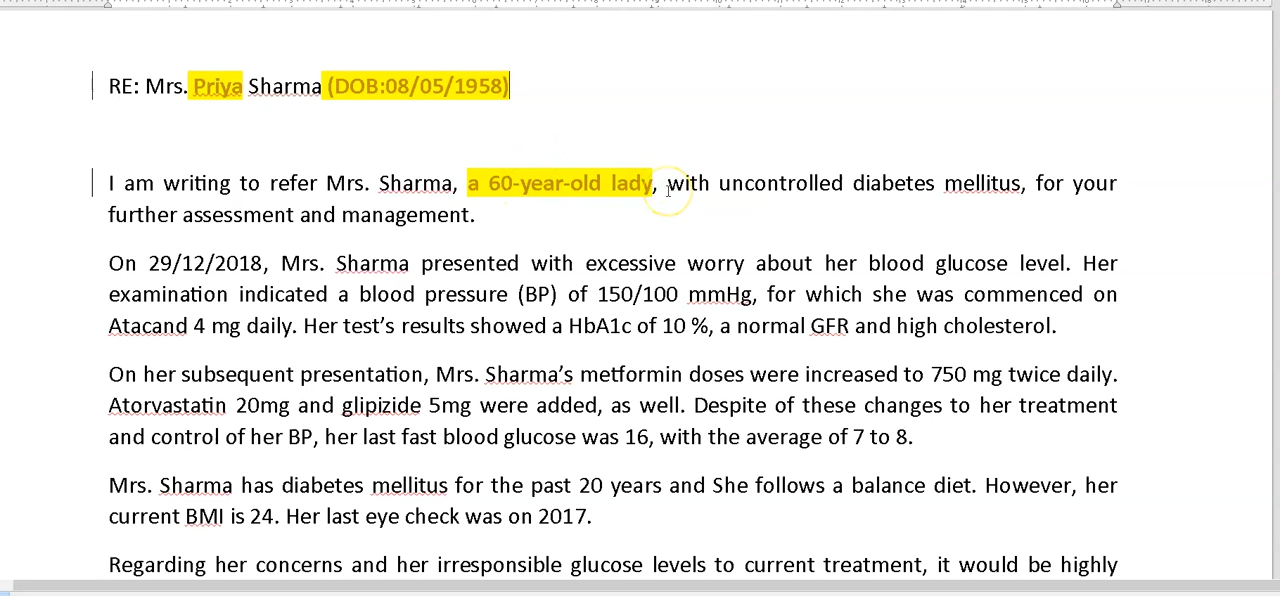 RE: Mrs. Priya Sharma (DOB:08/05/1958)
I am writing to refer Mrs. Sharma, a 60-year-old lady, with uncontrolled diabetes mellitus, for your
further assessment and management.
On 29/12/2018, Mrs. Sharma presented with excessive worry about her blood glucose level. Her
examination indicated a blood pressure (BP) of 150/100 mmHg, for which she was commenced on
Atacand 4 mg daily. Her test’s results showed a HbA1c of 10 %, a normal GFR and high cholesterol.
On her subsequent presentation, Mrs. Sharma’s metformin doses were increased to 750 mg twice daily.
Atorvastatin 20mg and glipizide 5mg were added, as well. Despite of these changes to her treatment
and control of her BP, her last fast blood glucose was 16, with the average of 7 to 8.
Mrs. Sharma has diabetes mellitus for the past 20 years and She follows a balance diet. However, her
current BMI is 24. Her last eye check was on 2017.
Regarding her concerns and her irresponsible glucose levels to current treatment, it would be highly